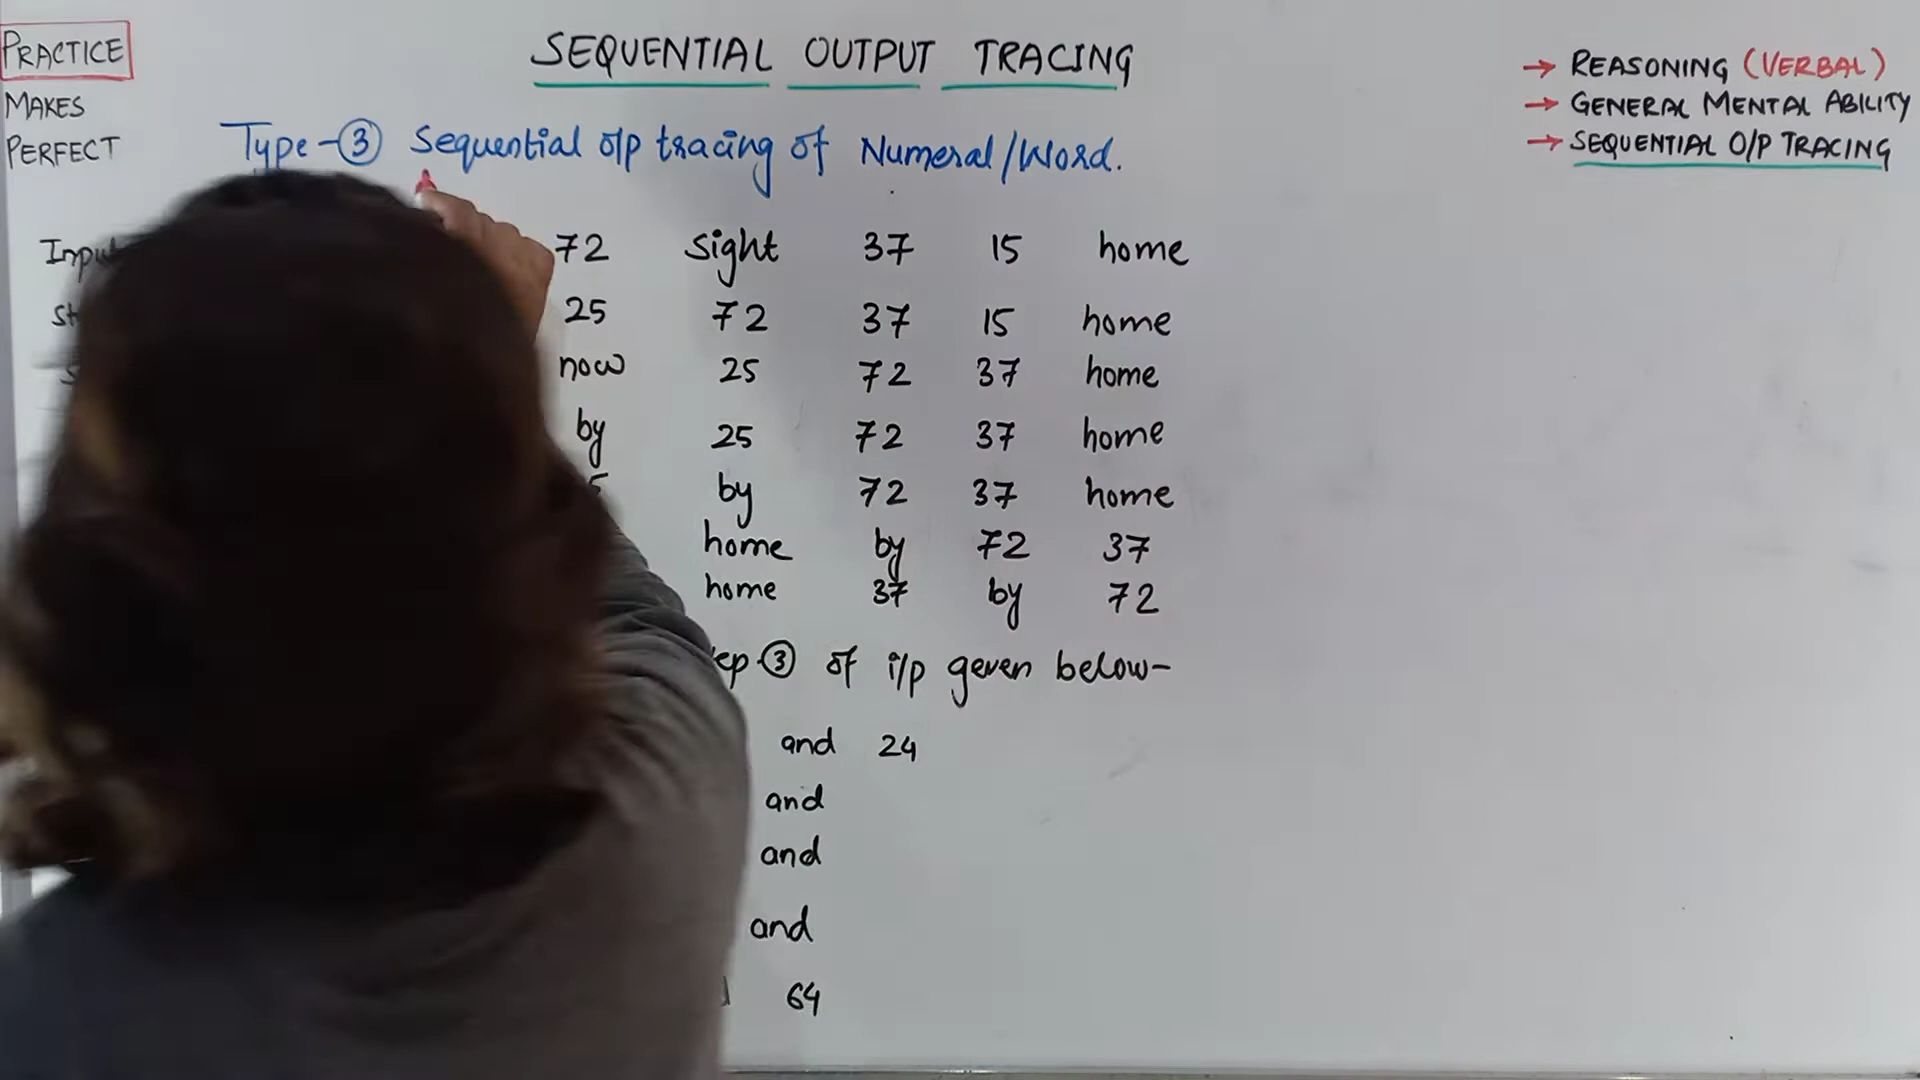 PRACTICE
MAKES
PERFECT
SEQUENTIAL OUTPUT TRACING
→ REASONING (VERBAL)
→ GENERAL MENTAL ABILITY
→ SEQUENTIAL O/P TRACING
Type-③ Sequential o/p tracing of Numeral/Word.
72 sight 37 15 home
25 72 37 15 home
now 25 72 37 home
by 25 72 37 home
by 72 37 home
home by 72 37
home 37 by 72
③ of i/p geven below-
and 24
and
and
and
64